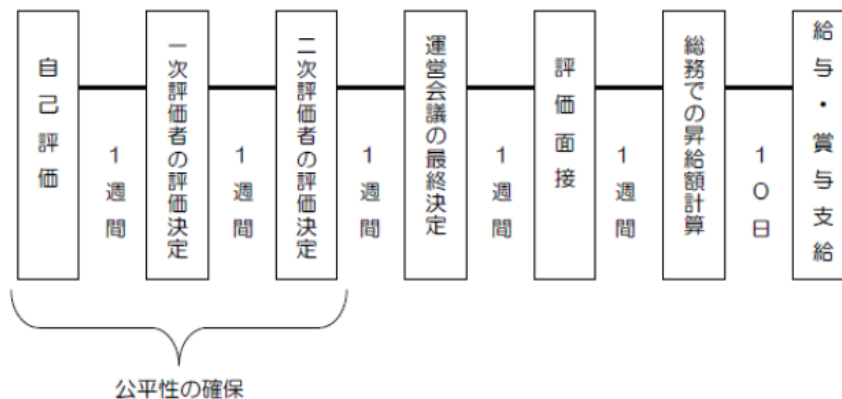 自己評価
1週間
一次評価者の評価決定
1週間
二次評価者の評価決定
1週間
運営会議の最終決定
1週間
評価面接
1週間
総務での昇給額計算
10日
給与・賞与支給
公平性の確保